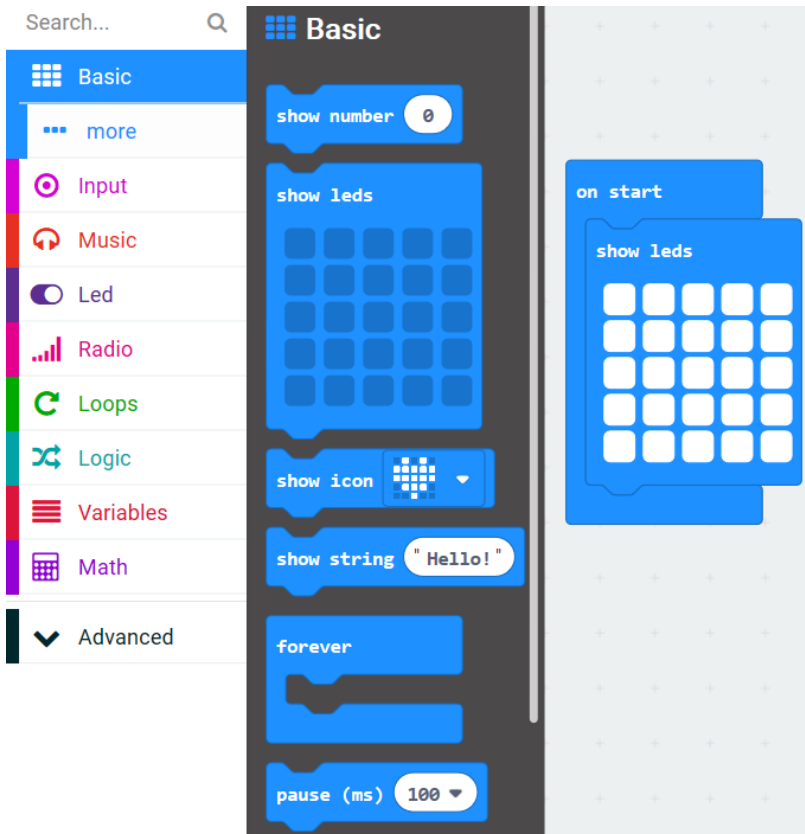 Search...
Basic
more
Input
Music
Led
Radio
Loops
Logic
Variables
Math
Advanced
Basic
show number 0
show leds
show icon
show string "Hello!"
forever
pause (ms) 100
on start
show leds